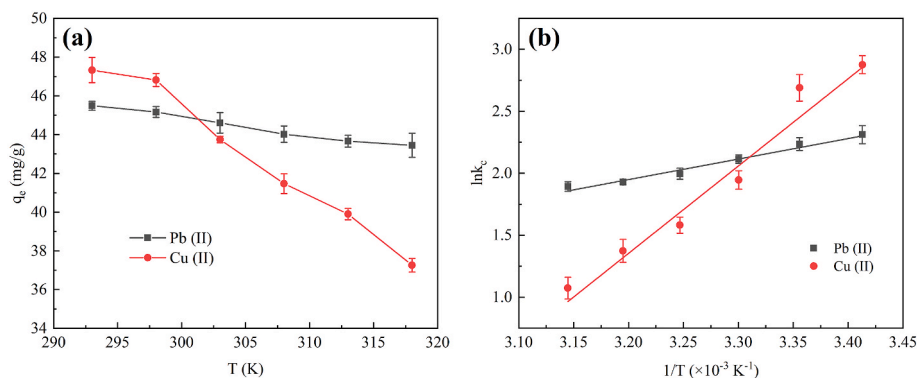 (a)
50
48
46
44
42
40
38
36
34
qe (mg/g)
Pb (II)
Cu (II)
290 295 300 305 310 315 320
T (K)
(b)
3.0
2.5
2.0
1.5
1.0
lnkc
Pb (II)
Cu (II)
3.10 3.15 3.20 3.25 3.30 3.35 3.40 3.45
1/T (×10-3 K-1)